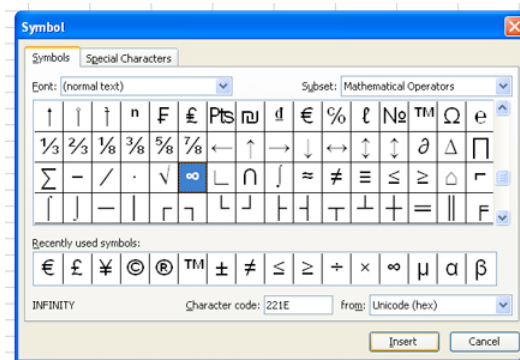 Symbol
Symbols Special Characters
Font: (normal text) Subset: Mathematical Operators
ⁿ ₣ ₤ ₧ ₪ ₫ € ℅ ℓ № ™ Ω ℮
⅓ ⅔ ⅛ ⅜ ⅝ ⅞ ← ↑ → ↓ ↔ ↕ ↨ ∂ ∆ ∏
∑ − ∕ ∙ √ ∞ ∟ ∩ ∫ ≈ ≠ ≡ ≤ ≥ ⌂ ⌐
⌠ ⌡ ─ │ ┌ ┐ └ ┘ ├ ┤ ┬ ┴ ┼ ═ ║ ╒
Recently used symbols:
€ £ ¥ © ® ™ ± ≠ ≤ ≥ ÷ × ∞ µ α β
INFINITY Character code: 221E from: Unicode (hex)
Insert Cancel